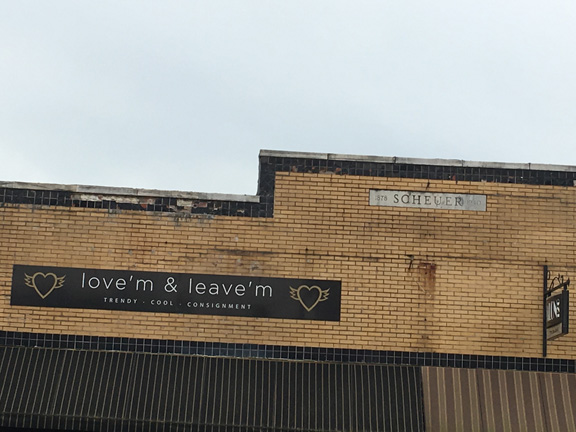 SCHEUER
love'm & leave'm
TRENDY - COOL - CONSIGNMENT